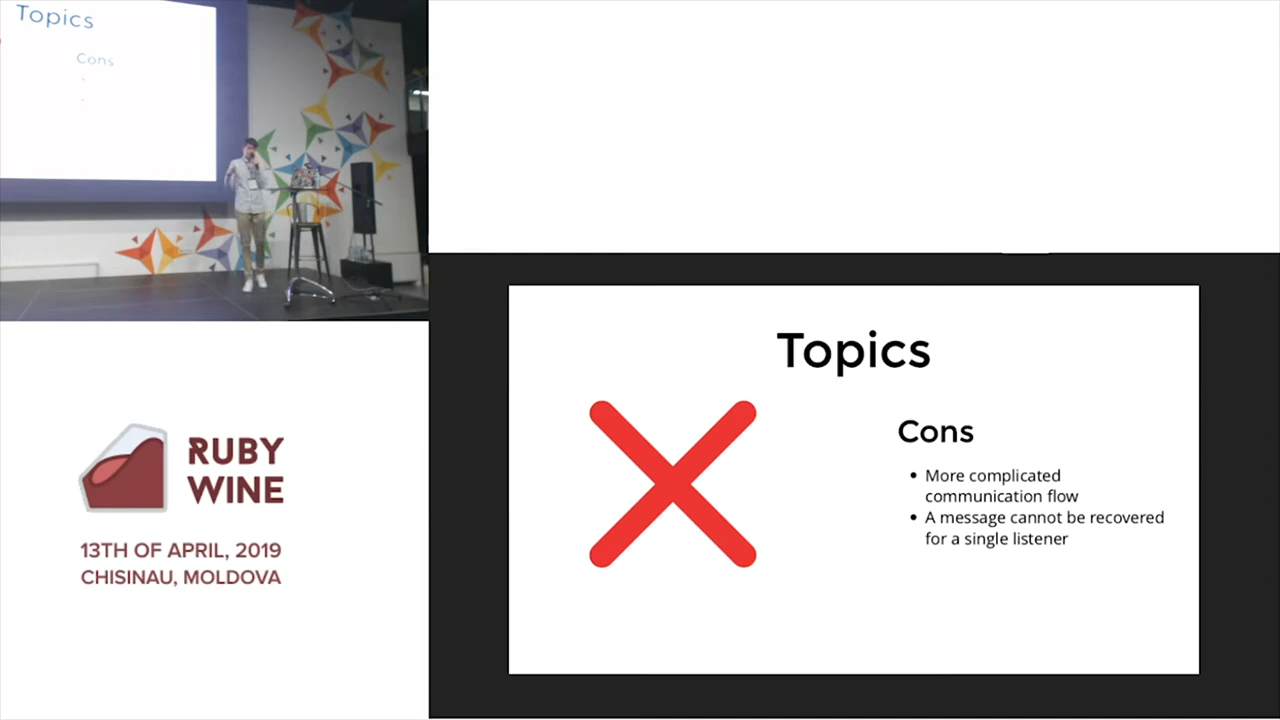 Topics
Cons
RUBY
WINE
13TH OF APRIL, 2019
CHISINAU, MOLDOVA
Topics
Cons
• More complicated
communication flow
• A message cannot be recovered
for a single listener